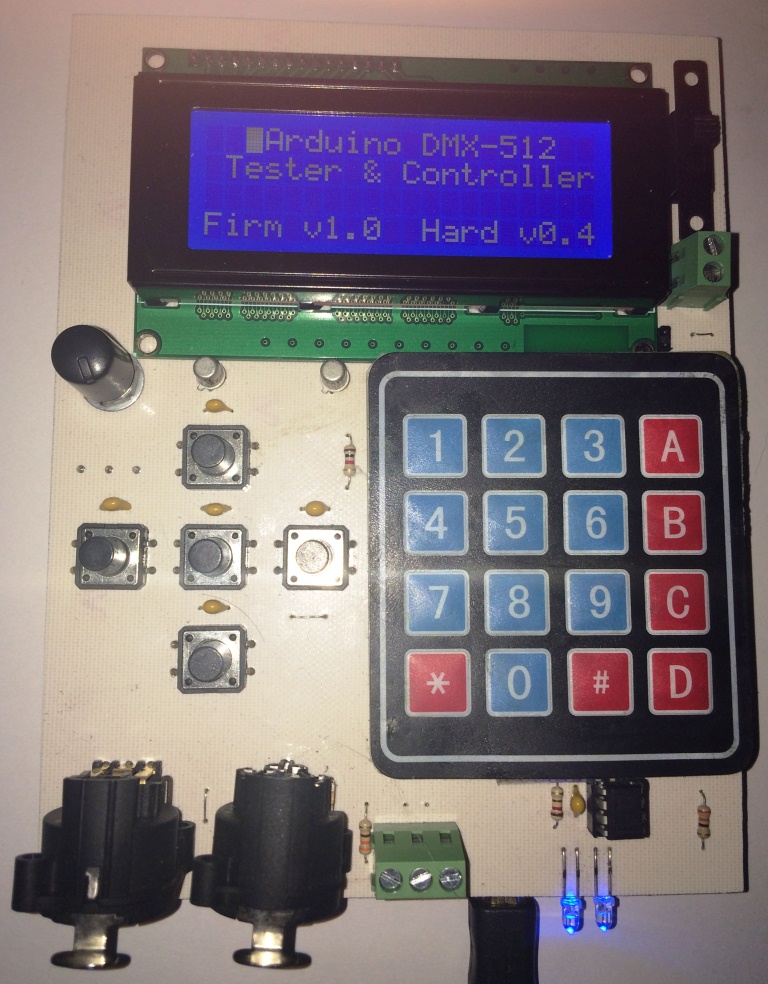 Arduino DMX-512
Tester & Controller
Firm v1.0 Hard v0.4
1 2 3 A
4 5 6 B
7 8 9 C
* 0 # D